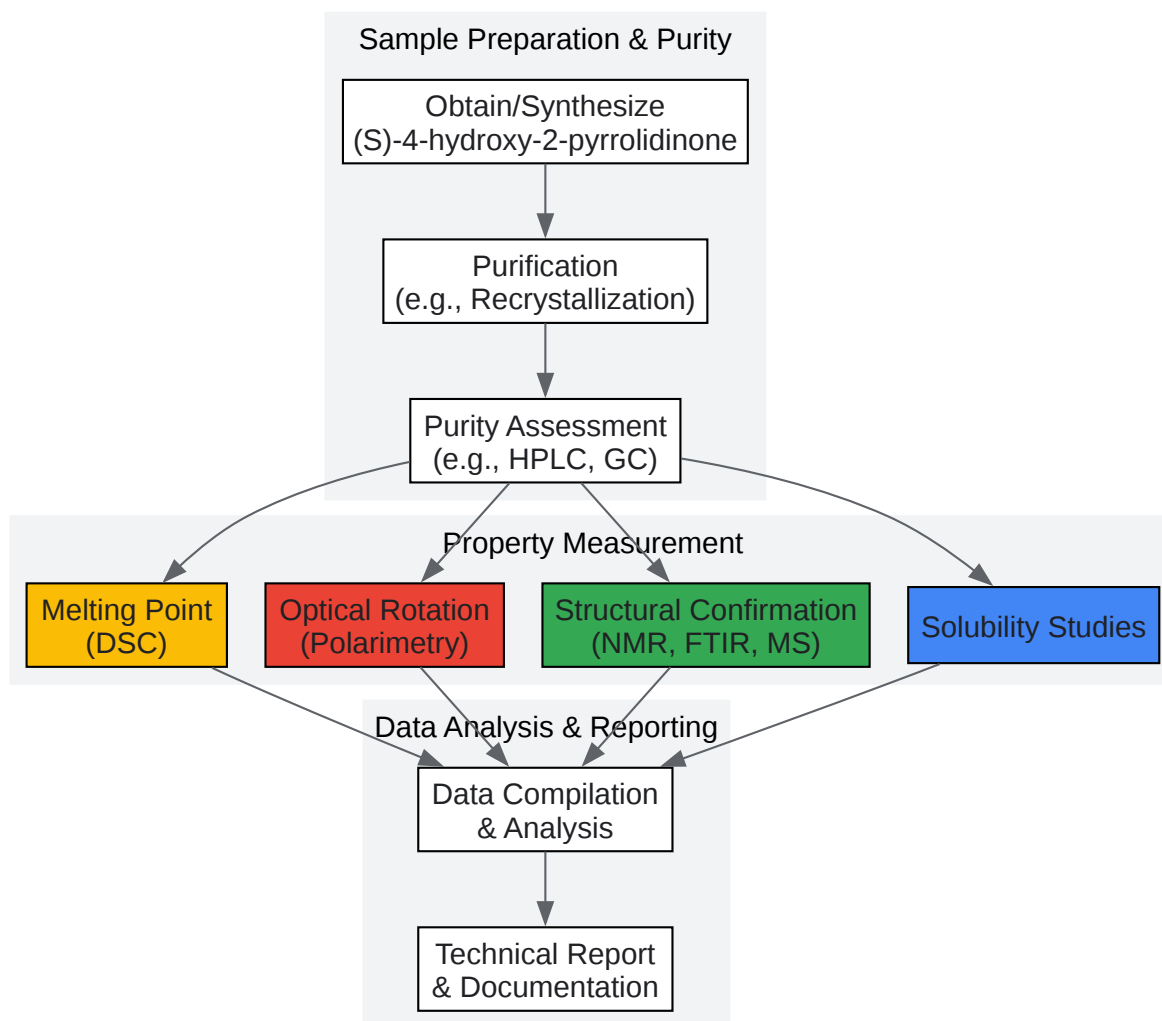 Sample Preparation & Purity
Obtain/Synthesize
(S)-4-hydroxy-2-pyrrolidinone
Purification
(e.g., Recrystallization)
Purity Assessment
(e.g., HPLC, GC)
Property Measurement
Melting Point
(DSC)
Optical Rotation
(Polarimetry)
Structural Confirmation
(NMR, FTIR, MS)
Solubility Studies
Data Analysis & Reporting
Data Compilation
& Analysis
Technical Report
& Documentation